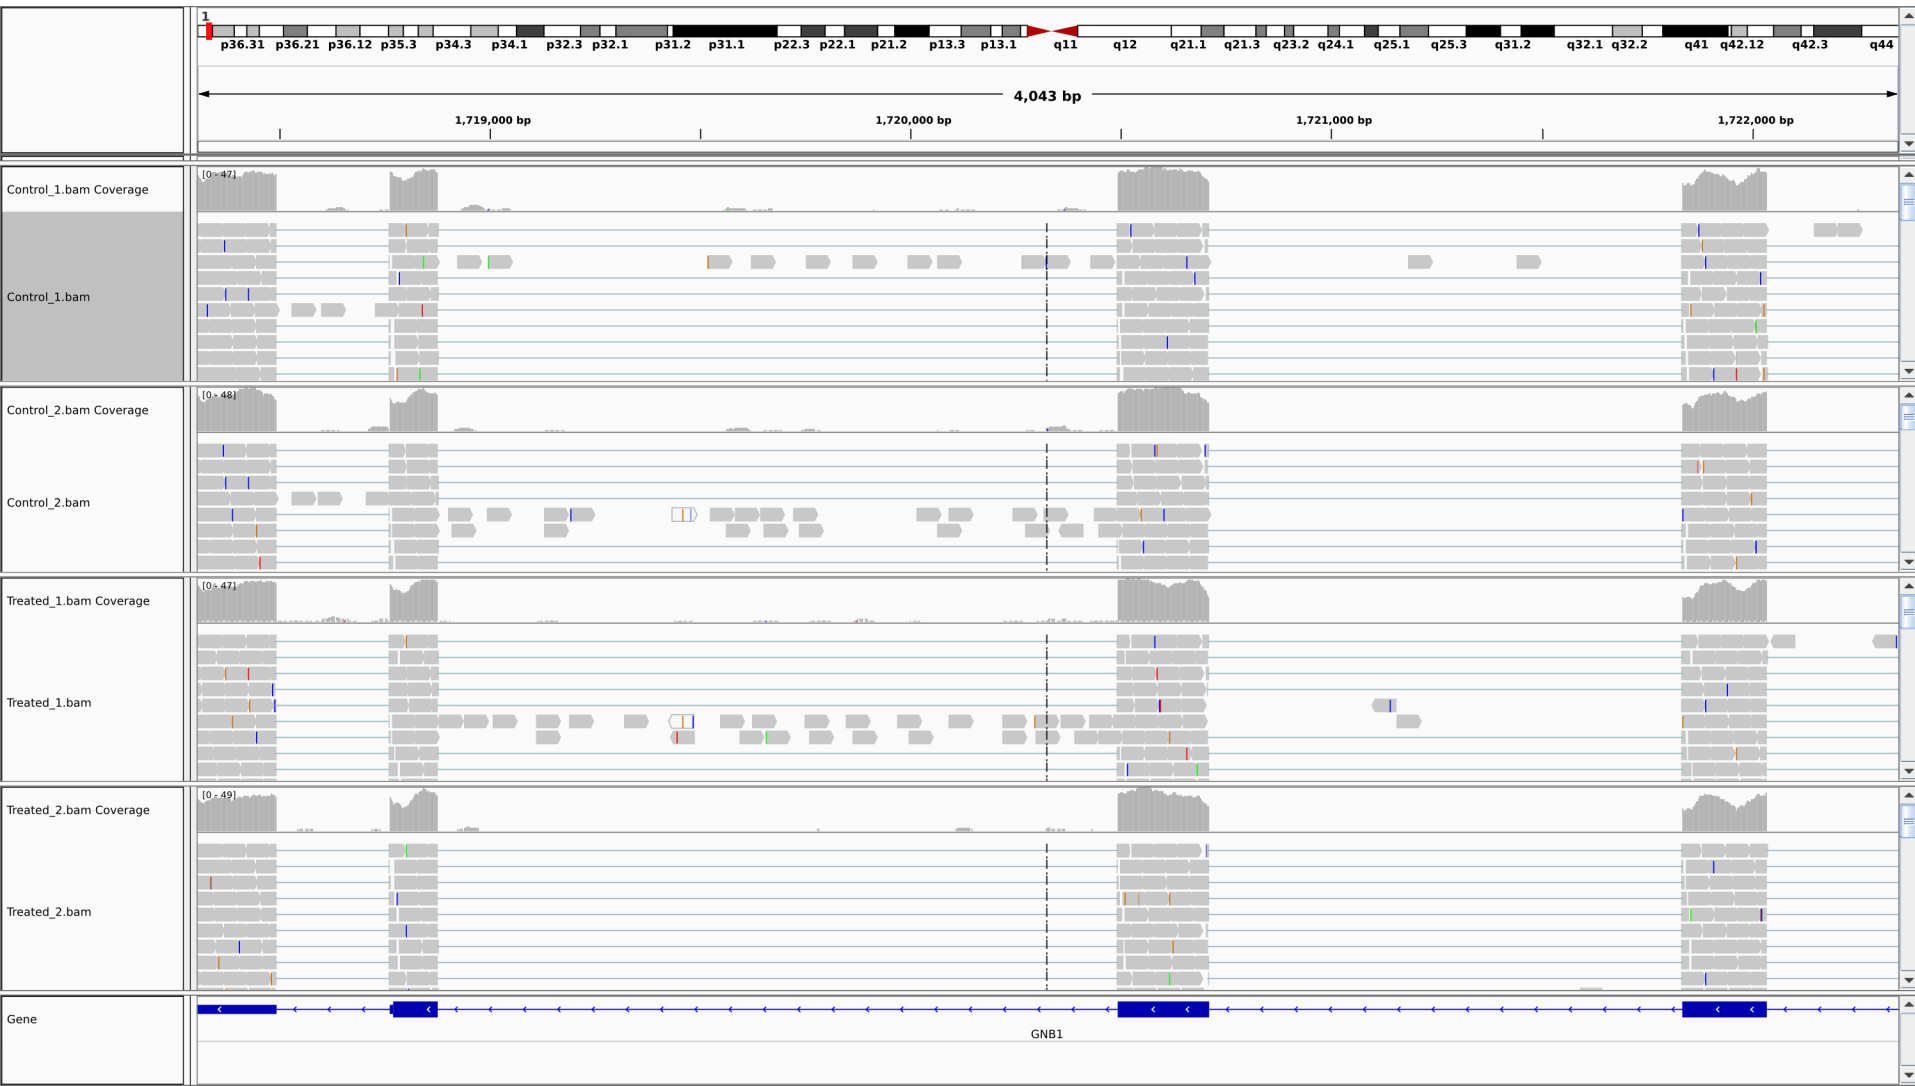 1
p36.31 p36.21 p36.12 p35.3 p34.3 p34.1 p32.3 p32.1 p31.2 p31.1 p22.3 p22.1 p21.2 p13.3 p13.1 q11 q12 q21.1 q21.3 q23.2 q24.1 q25.1 q25.3 q31.2 q32.1 q32.2 q41 q42.12 q42.3 q44
4,043 bp
1,719,000 bp 1,720,000 bp 1,721,000 bp 1,722,000 bp
[0 - 47]
Control_1.bam Coverage
Control_1.bam
[0 - 48]
Control_2.bam Coverage
Control_2.bam
[0 - 47]
Treated_1.bam Coverage
Treated_1.bam
[0 - 49]
Treated_2.bam Coverage
Treated_2.bam
Gene
GNB1